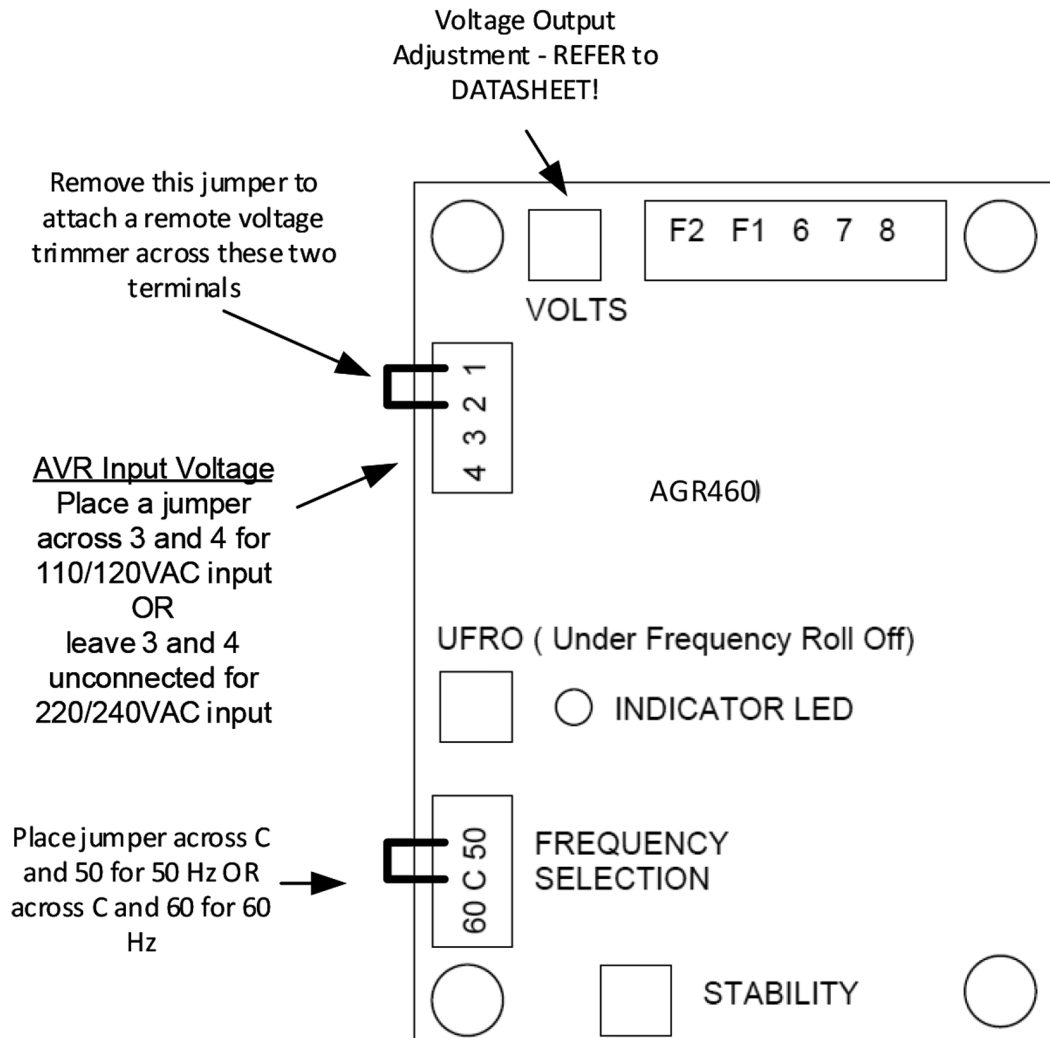 Voltage Output
Adjustment - REFER to
DATASHEET!
Remove this jumper to
attach a remote voltage
trimmer across these two
terminals
F2 F1 6 7 8
VOLTS
1
2
3
4
AVR Input Voltage
Place a jumper
across 3 and 4 for
110/120VAC input
OR
leave 3 and 4
unconnected for
220/240VAC input
AGR460)
UFRO ( Under Frequency Roll Off)
INDICATOR LED
Place jumper across C
and 50 for 50 Hz OR
across C and 60 for 60
Hz
60 C 50
FREQUENCY
SELECTION
STABILITY